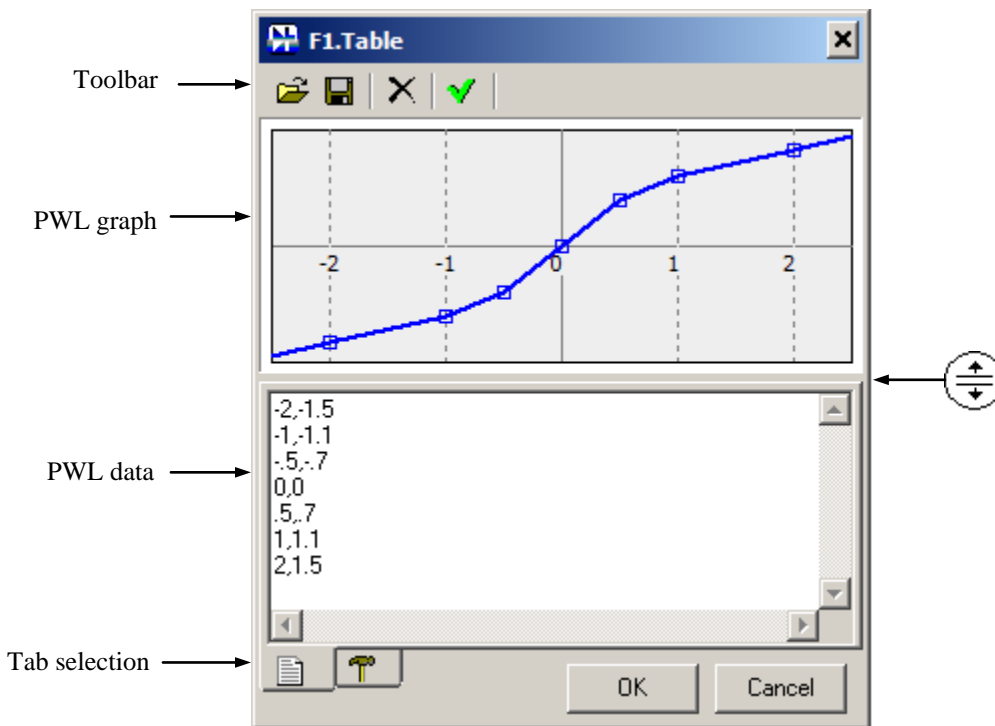 F1.Table
Toolbar
PWL graph
-2 -1 0 1 2
PWL data
-2,-1.5
-1,-1.1
-.5,-.7
0,0
.5,.7
1,1.1
2,1.5
Tab selection
OK Cancel